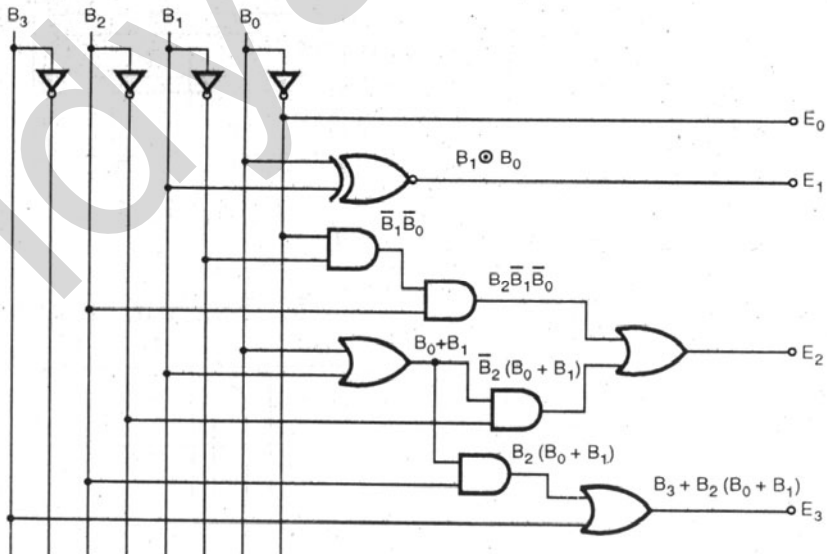 B₃ B₂ B₁ B₀
E₀
B₁ ⊙ B₀
E₁
B̅₁B̅₀
B₂B̅₁B̅₀
B₀+B₁
B̅₂ (B₀ + B₁)
E₂
B₂ (B₀ + B₁)
B₃ + B₂ (B₀ + B₁)
E₃